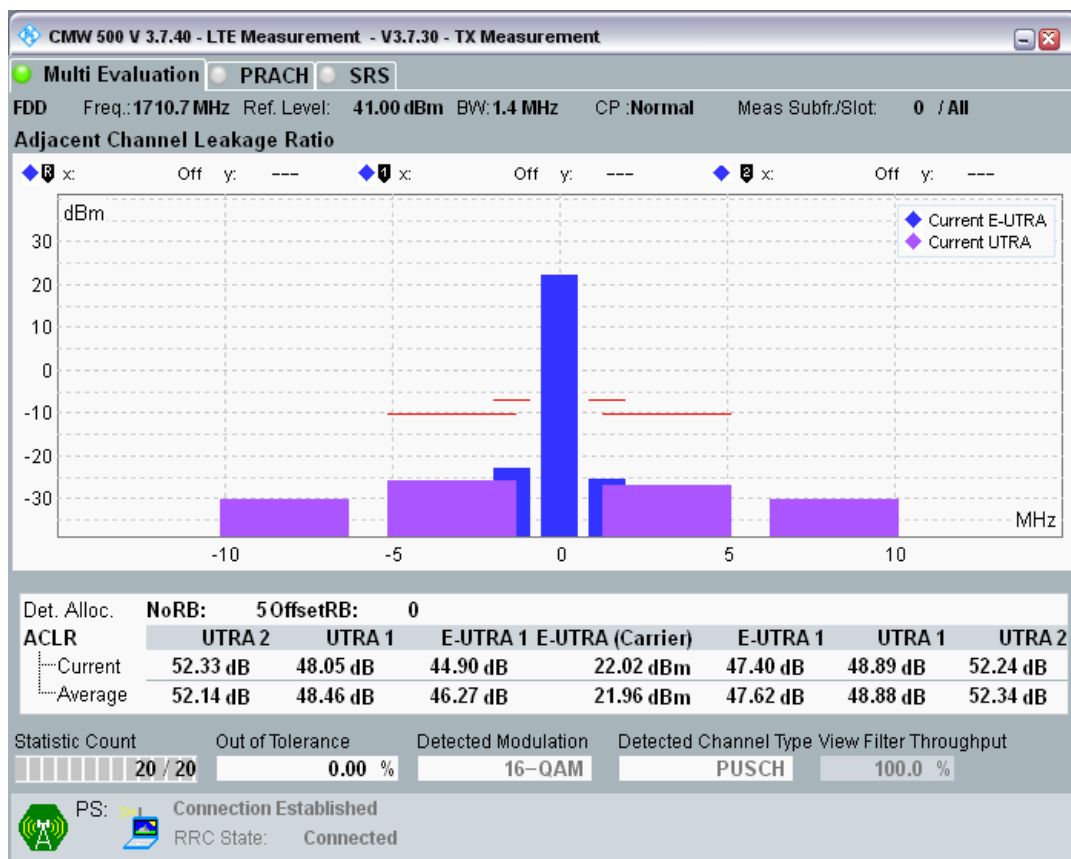 CMW 500 V 3.7.40 - LTE Measurement - V3.7.30 - TX Measurement
Multi Evaluation PRACH SRS
FDD Freq.: 1710.7 MHz Ref. Level: 41.00 dBm BW: 1.4 MHz CP :Normal Meas Subfr./Slot: 0 / All
Adjacent Channel Leakage Ratio
R x: Off y: --- 1 x: Off y: --- 2 x: Off y: ---
dBm
Current E-UTRA
Current UTRA
30
20
10
0
-10
-20
-30
MHz
-10 -5 0 5 10
Det. Alloc. NoRB: 5 OffsetRB: 0
ACLR UTRA 2 UTRA 1 E-UTRA 1 E-UTRA (Carrier) E-UTRA 1 UTRA 1 UTRA 2
Current 52.33 dB 48.05 dB 44.90 dB 22.02 dBm 47.40 dB 48.89 dB 52.24 dB
Average 52.14 dB 48.46 dB 46.27 dB 21.96 dBm 47.62 dB 48.88 dB 52.34 dB
Statistic Count Out of Tolerance Detected Modulation Detected Channel Type View Filter Throughput
20 / 20 0.00 % 16-QAM PUSCH 100.0 %
PS: Connection Established
RRC State: Connected